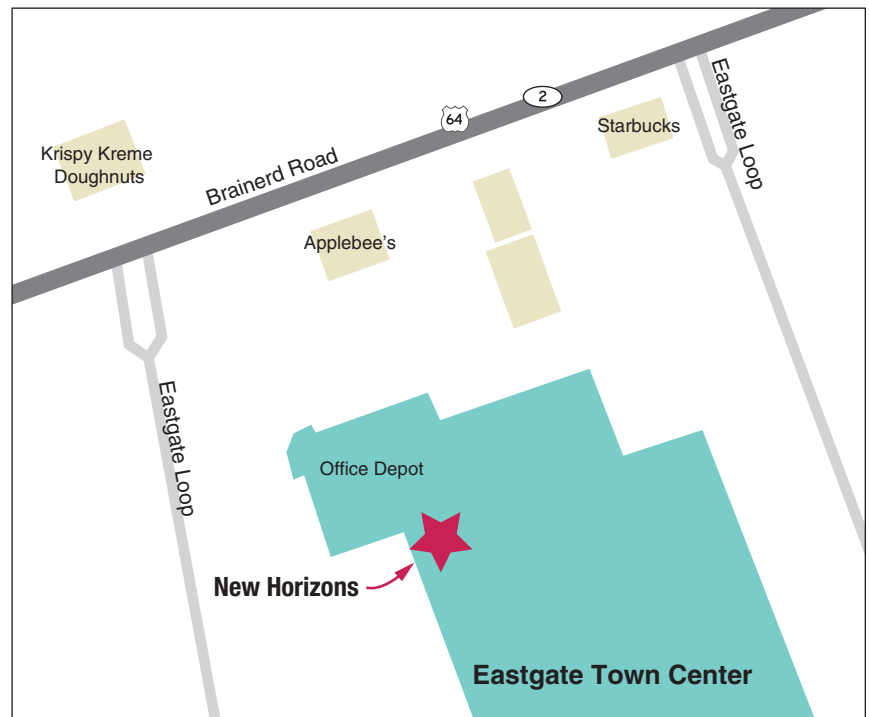 2
64
Eastgate Loop
Starbucks
Krispy Kreme
Doughnuts
Brainerd Road
Applebee's
Eastgate Loop
Office Depot
New Horizons
Eastgate Town Center